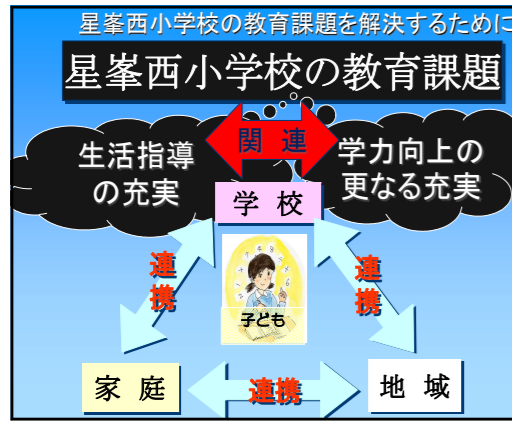 星峯西小学校の教育課題を解決するために
星峯西小学校の教育課題
関 連
生活指導
の充実
学力向上の
更なる充実
学 校
連
携
連
携
子ども
家 庭
連携
地 域